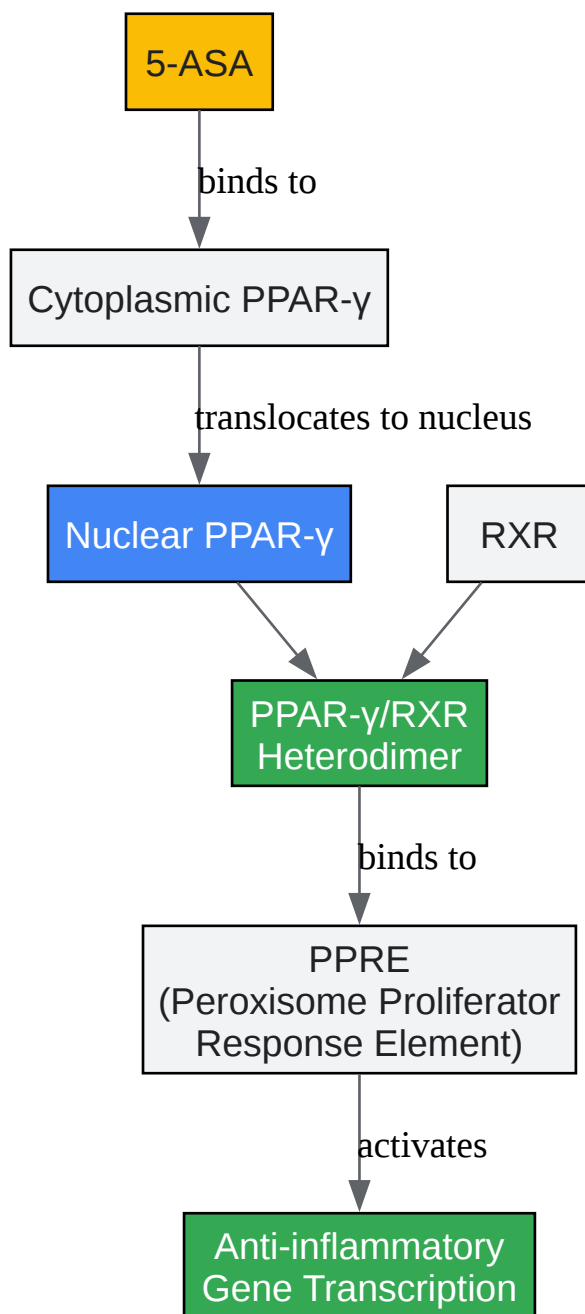 5-ASA
binds to
Cytoplasmic PPAR-γ
translocates to nucleus
Nuclear PPAR-γ
RXR
PPAR-γ/RXR
Heterodimer
binds to
PPRE
(Peroxisome Proliferator
Response Element)
activates
Anti-inflammatory
Gene Transcription